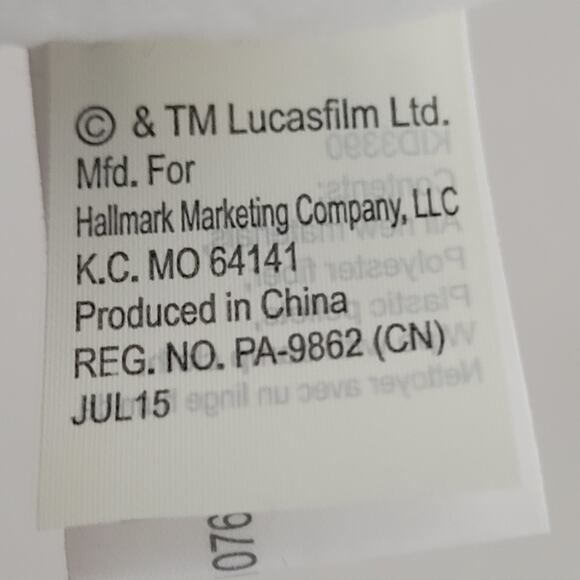 © & TM Lucasfilm Ltd.
Mfd. For
Hallmark Marketing Company, LLC
K.C. MO 64141
Produced in China
REG. NO. PA-9862 (CN)
JUL15
076